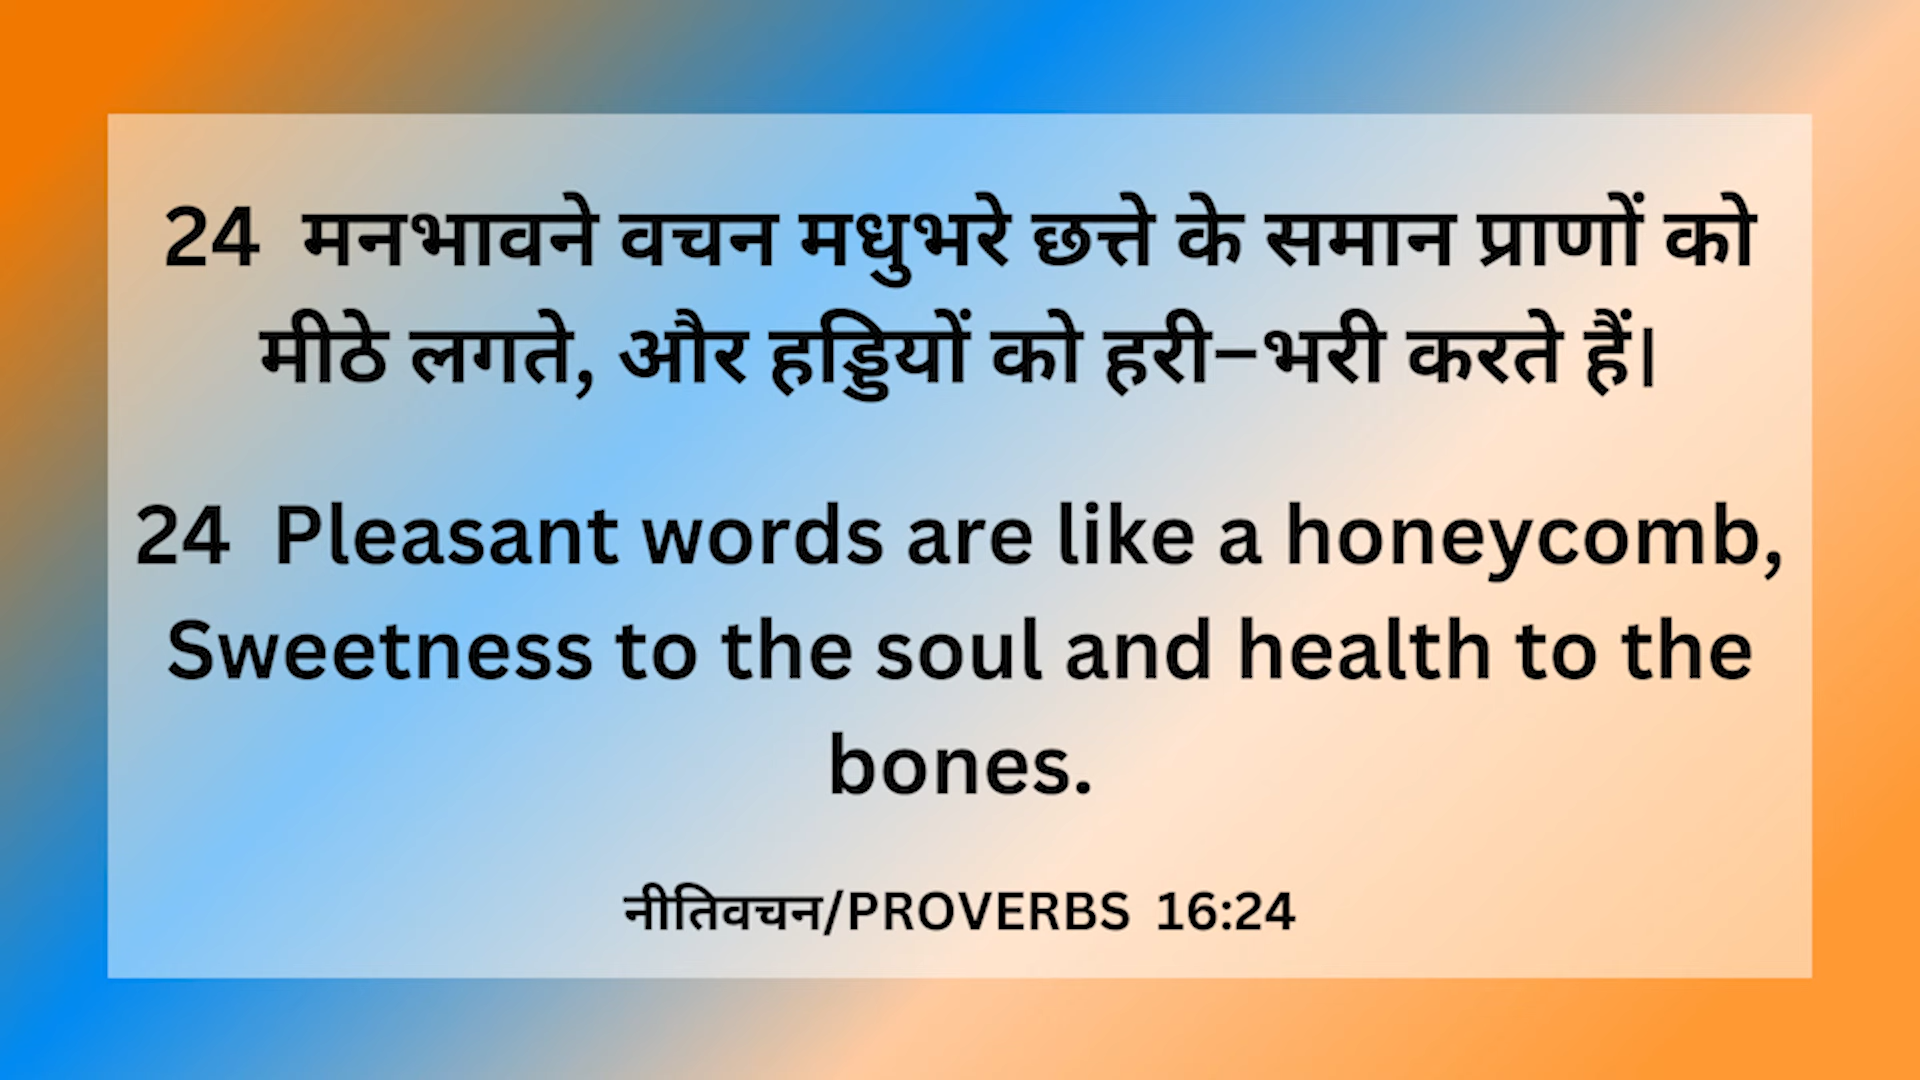 24 मनभावने वचन मधुभरे छत्ते के समान प्राणों को
मीठे लगते, और हड्डियों को हरी–भरी करते हैं।
24 Pleasant words are like a honeycomb,
Sweetness to the soul and health to the
bones.
नीतिवचन/PROVERBS 16:24